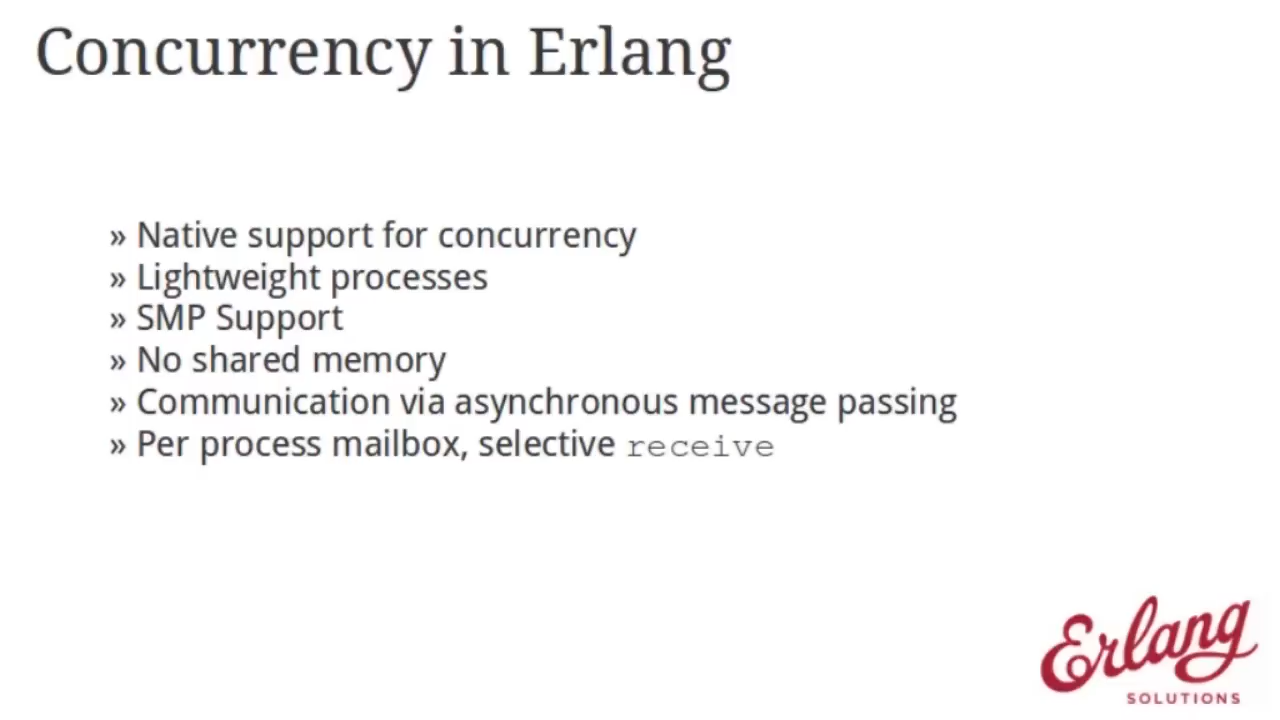 Concurrency in Erlang
» Native support for concurrency
» Lightweight processes
» SMP Support
» No shared memory
» Communication via asynchronous message passing
» Per process mailbox, selective receive
Erlang
SOLUTIONS